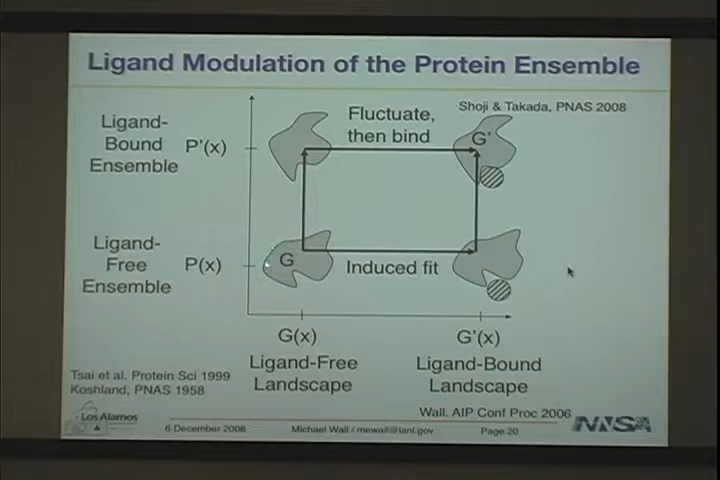 Ligand Modulation of the Protein Ensemble
Shoji & Takada, PNAS 2008
Fluctuate,
then bind
Ligand-
Bound P'(x)
Ensemble
G'
Ligand-
Free P(x)
Ensemble
G
Induced fit
G(x)
G'(x)
Ligand-Free
Landscape
Ligand-Bound
Landscape
Tsai et al. Protein Sci 1999
Koshland, PNAS 1958
Wall. AIP Conf Proc 2006
Los Alamos
NNSA
6 December 2008
Michael Wall / mewall@lanl.gov
Page 20